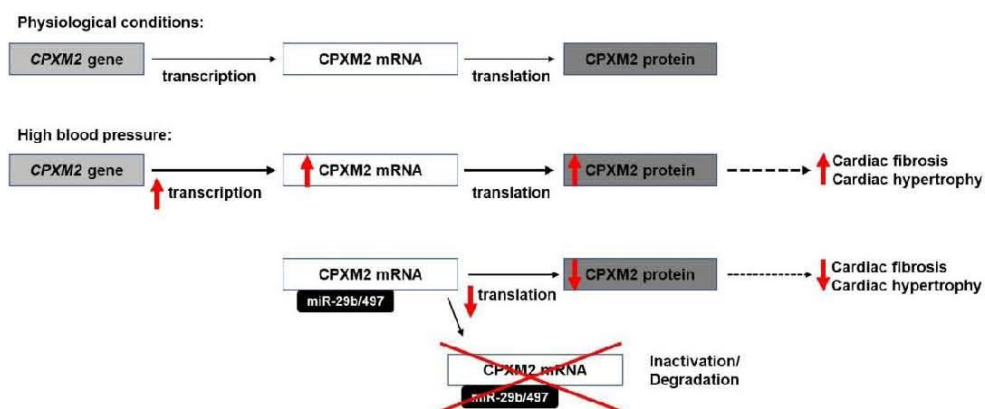 Physiological conditions:
CPXM2 gene
transcription
CPXM2 mRNA
translation
CPXM2 protein
High blood pressure:
CPXM2 gene
transcription
CPXM2 mRNA
translation
CPXM2 protein
Cardiac fibrosis
Cardiac hypertrophy
CPXM2 mRNA
miR-29b/497
translation
CPXM2 protein
Cardiac fibrosis
Cardiac hypertrophy
CPXM2 mRNA
miR-29b/497
Inactivation/
Degradation